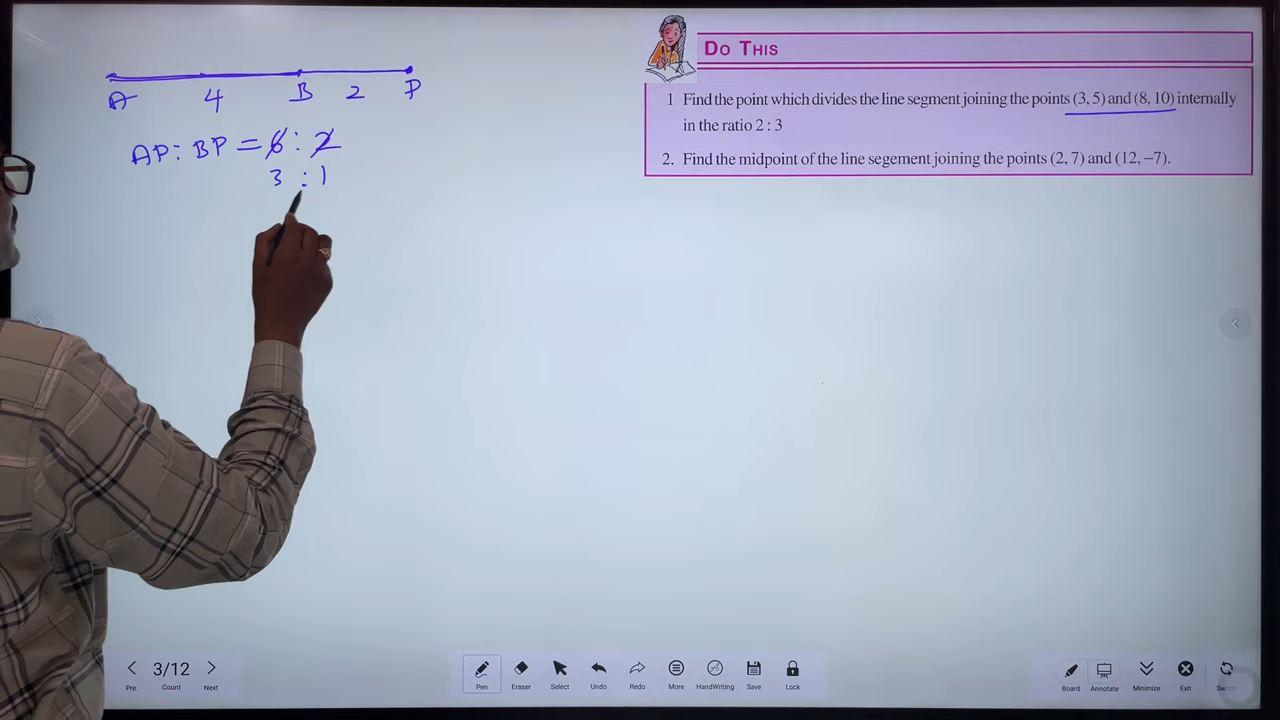 A 4 B 2 P
AP : BP = 6 : 2
3 : 1
DO THIS
1 Find the point which divides the line segment joining the points (3, 5) and (8, 10) internally
in the ratio 2 : 3
2. Find the midpoint of the line segement joining the points (2, 7) and (12, −7).
3/12
Pre. Count Next
Pen Eraser Select Undo Redo More HandWriting Save Lock
Board Annotate Minimize Exit Switch